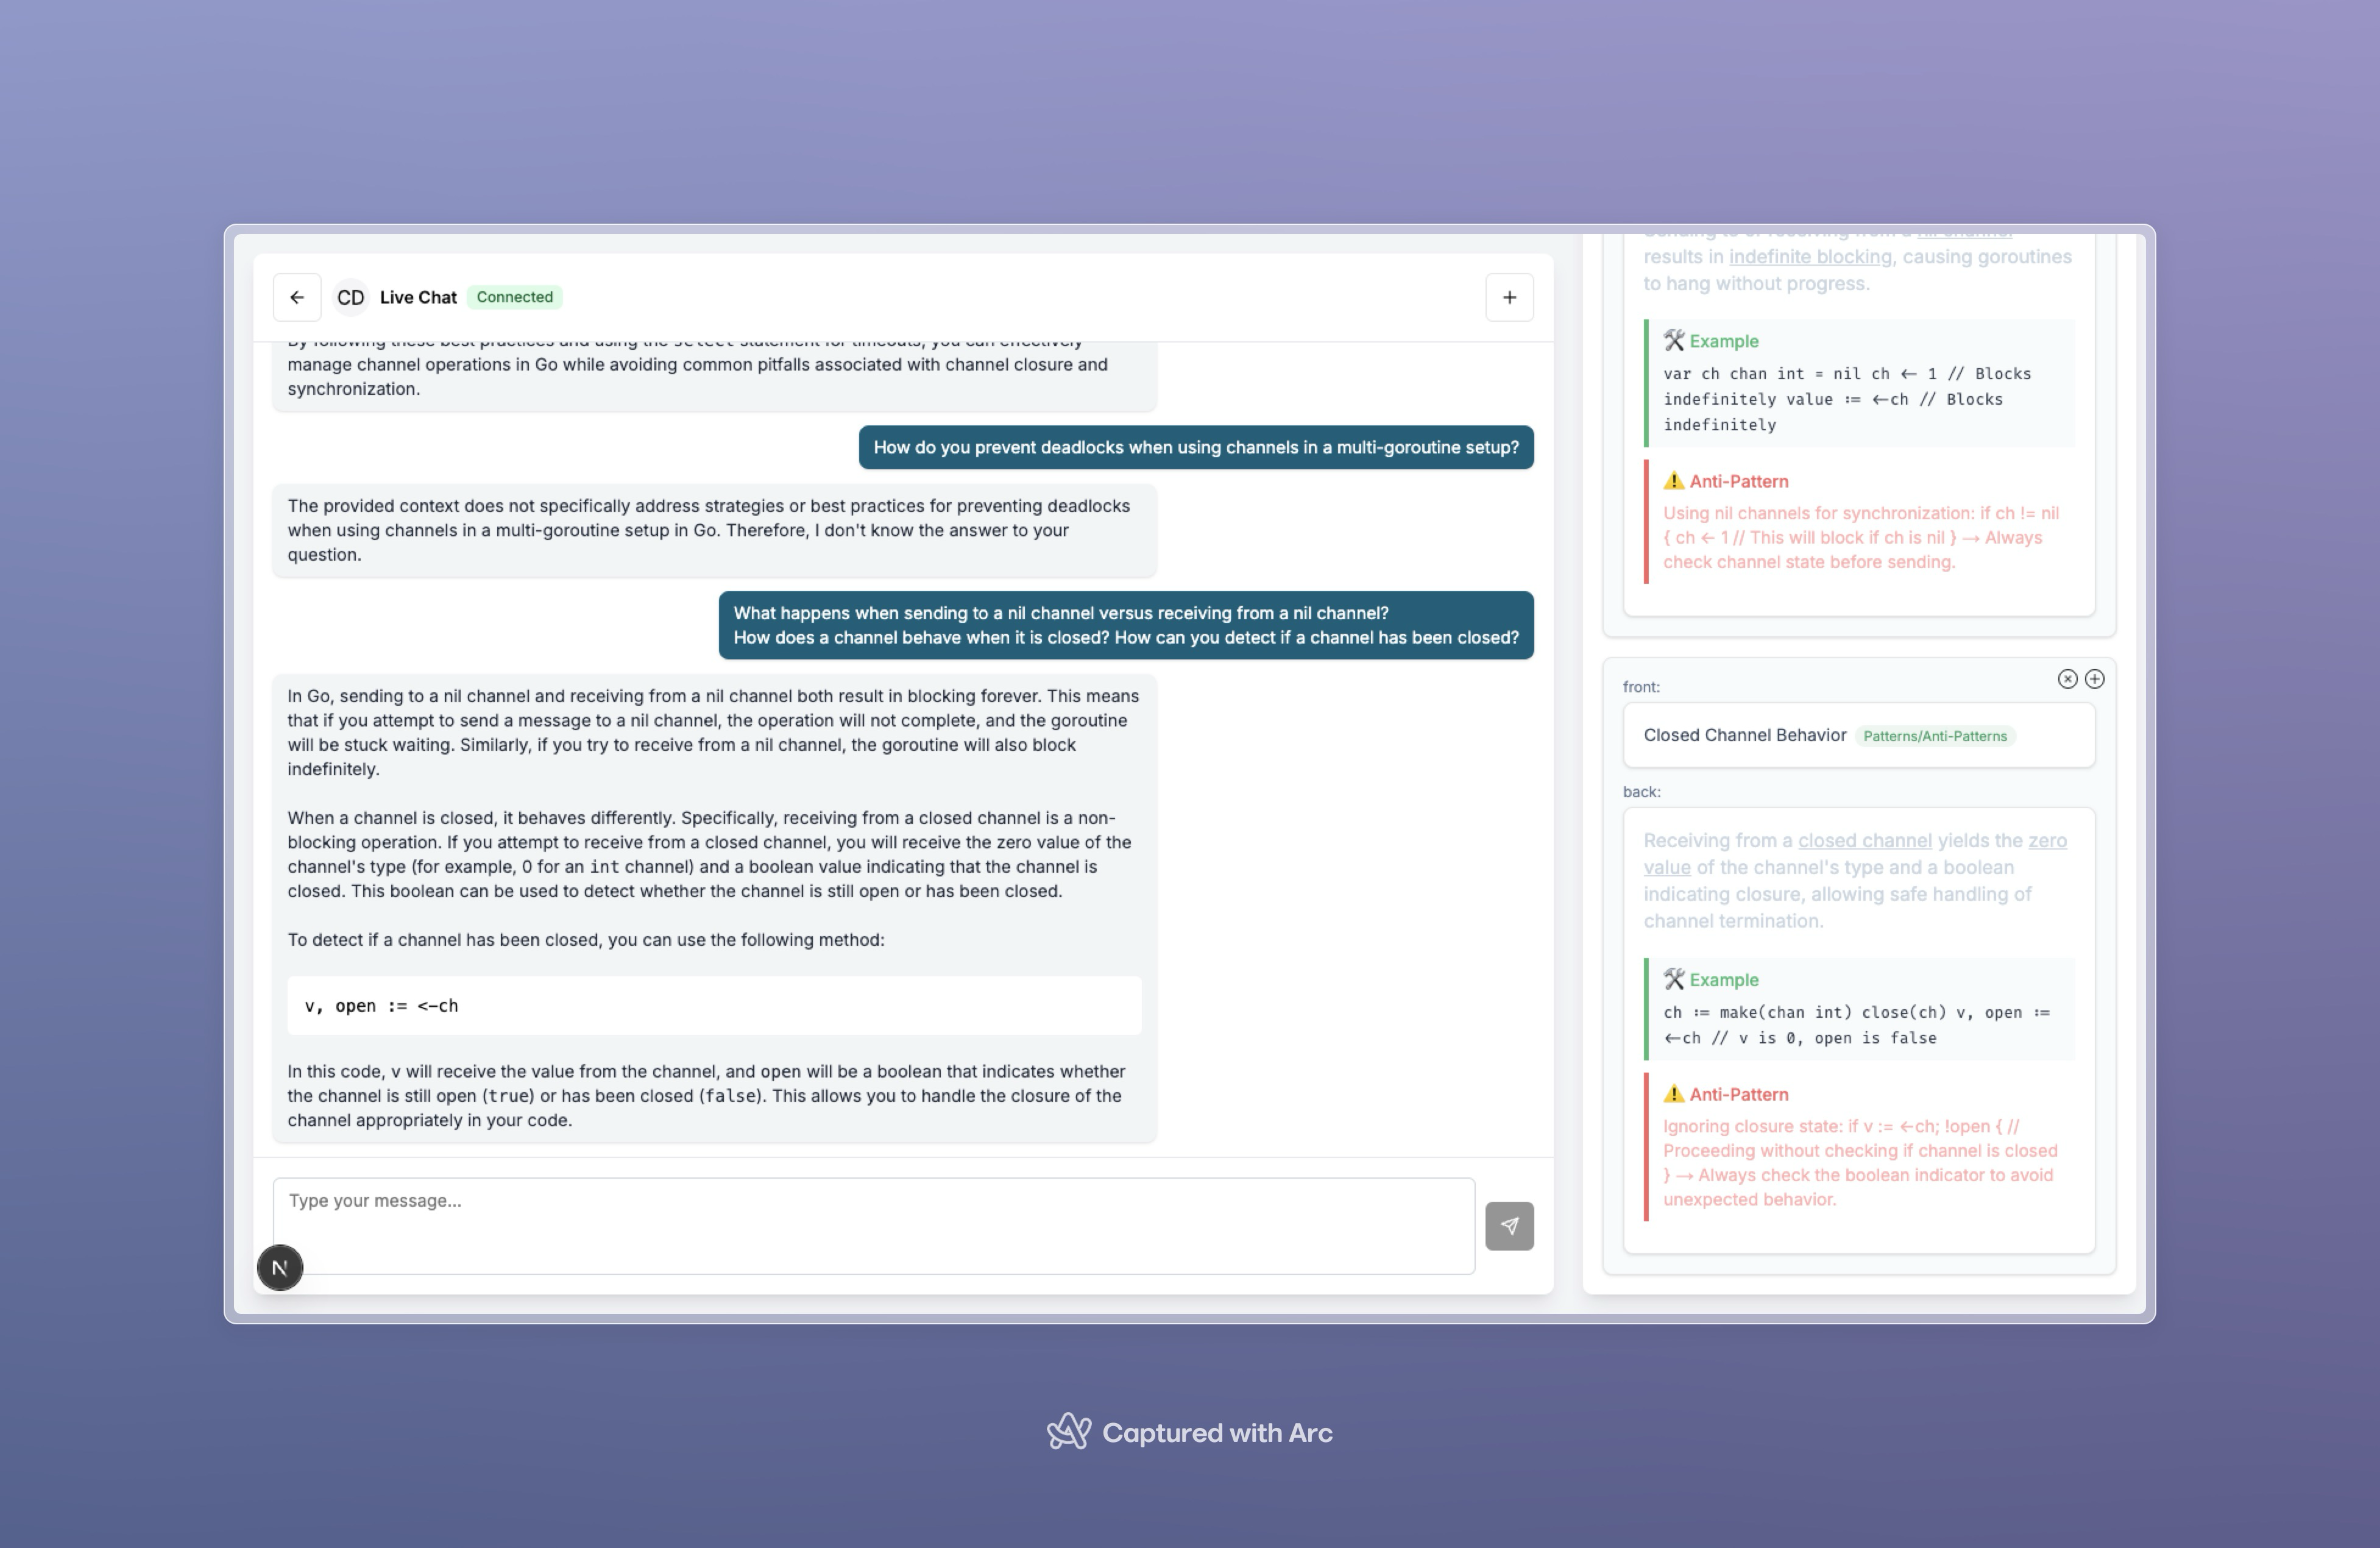 CD Live Chat Connected
By following these best practices and using the select statement for timeouts, you can effectively
manage channel operations in Go while avoiding common pitfalls associated with channel closure and
synchronization.
How do you prevent deadlocks when using channels in a multi-goroutine setup?
The provided context does not specifically address strategies or best practices for preventing deadlocks
when using channels in a multi-goroutine setup in Go. Therefore, I don't know the answer to your
question.
What happens when sending to a nil channel versus receiving from a nil channel?
How does a channel behave when it is closed? How can you detect if a channel has been closed?
In Go, sending to a nil channel and receiving from a nil channel both result in blocking forever. This means
that if you attempt to send a message to a nil channel, the operation will not complete, and the goroutine
will be stuck waiting. Similarly, if you try to receive from a nil channel, the goroutine will also block
indefinitely.
When a channel is closed, it behaves differently. Specifically, receiving from a closed channel is a non-
blocking operation. If you attempt to receive from a closed channel, you will receive the zero value of the
channel's type (for example, 0 for an int channel) and a boolean value indicating that the channel is
closed. This boolean can be used to detect whether the channel is still open or has been closed.
To detect if a channel has been closed, you can use the following method:
v, open := <-ch
In this code, v will receive the value from the channel, and open will be a boolean that indicates whether
the channel is still open (true) or has been closed (false). This allows you to handle the closure of the
channel appropriately in your code.
Type your message...
N
results in indefinite blocking, causing goroutines
to hang without progress.
🛠 Example
var ch chan int = nil ch <- 1 // Blocks
indefinitely value := <-ch // Blocks
indefinitely
⚠️ Anti-Pattern
Using nil channels for synchronization: if ch != nil
{ ch <- 1 // This will block if ch is nil } → Always
check channel state before sending.
front:
Closed Channel Behavior Patterns/Anti-Patterns
back:
Receiving from a closed channel yields the zero
value of the channel's type and a boolean
indicating closure, allowing safe handling of
channel termination.
🛠 Example
ch := make(chan int) close(ch) v, open :=
<-ch // v is 0, open is false
⚠️ Anti-Pattern
Ignoring closure state: if v := <-ch; !open { //
Proceeding without checking if channel is closed
} → Always check the boolean indicator to avoid
unexpected behavior.
Captured with Arc